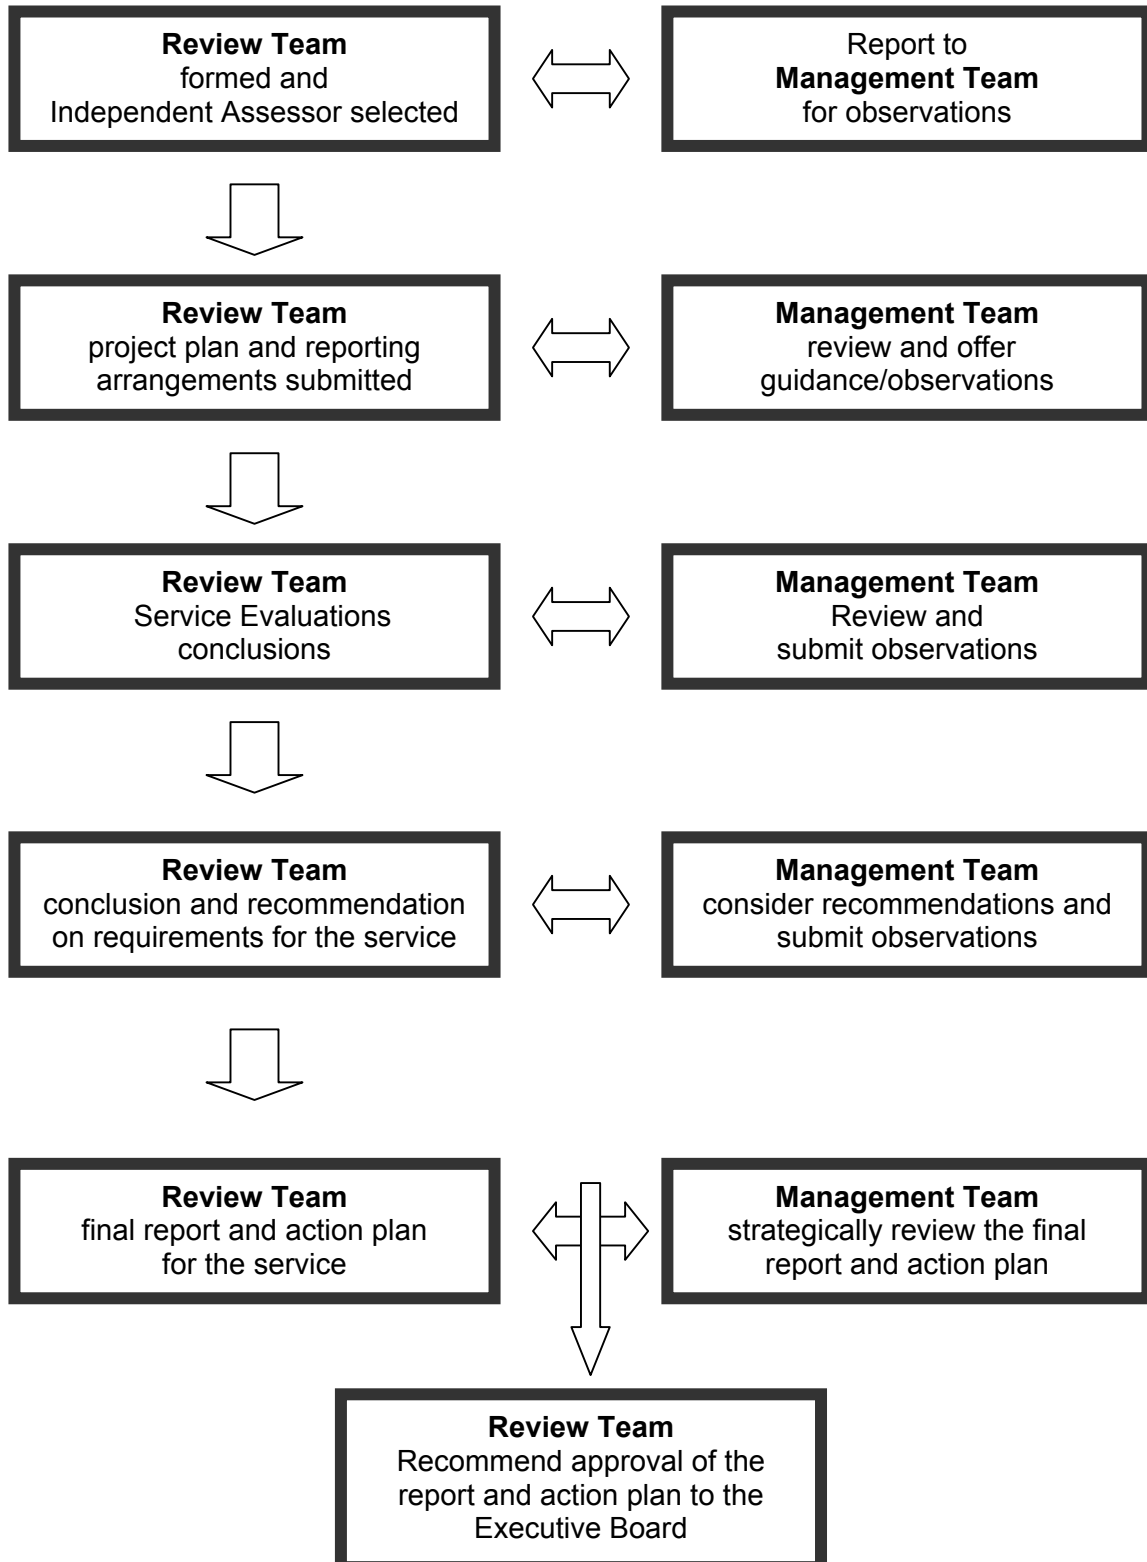 Review Team
formed and
Independent Assessor selected
Report to
Management Team
for observations
Review Team
project plan and reporting
arrangements submitted
Management Team
review and offer
guidance/observations
Review Team
Service Evaluations
conclusions
Management Team
Review and
submit observations
Review Team
conclusion and recommendation
on requirements for the service
Management Team
consider recommendations and
submit observations
Review Team
final report and action plan
for the service
Management Team
strategically review the final
report and action plan
Review Team
Recommend approval of the
report and action plan to the
Executive Board